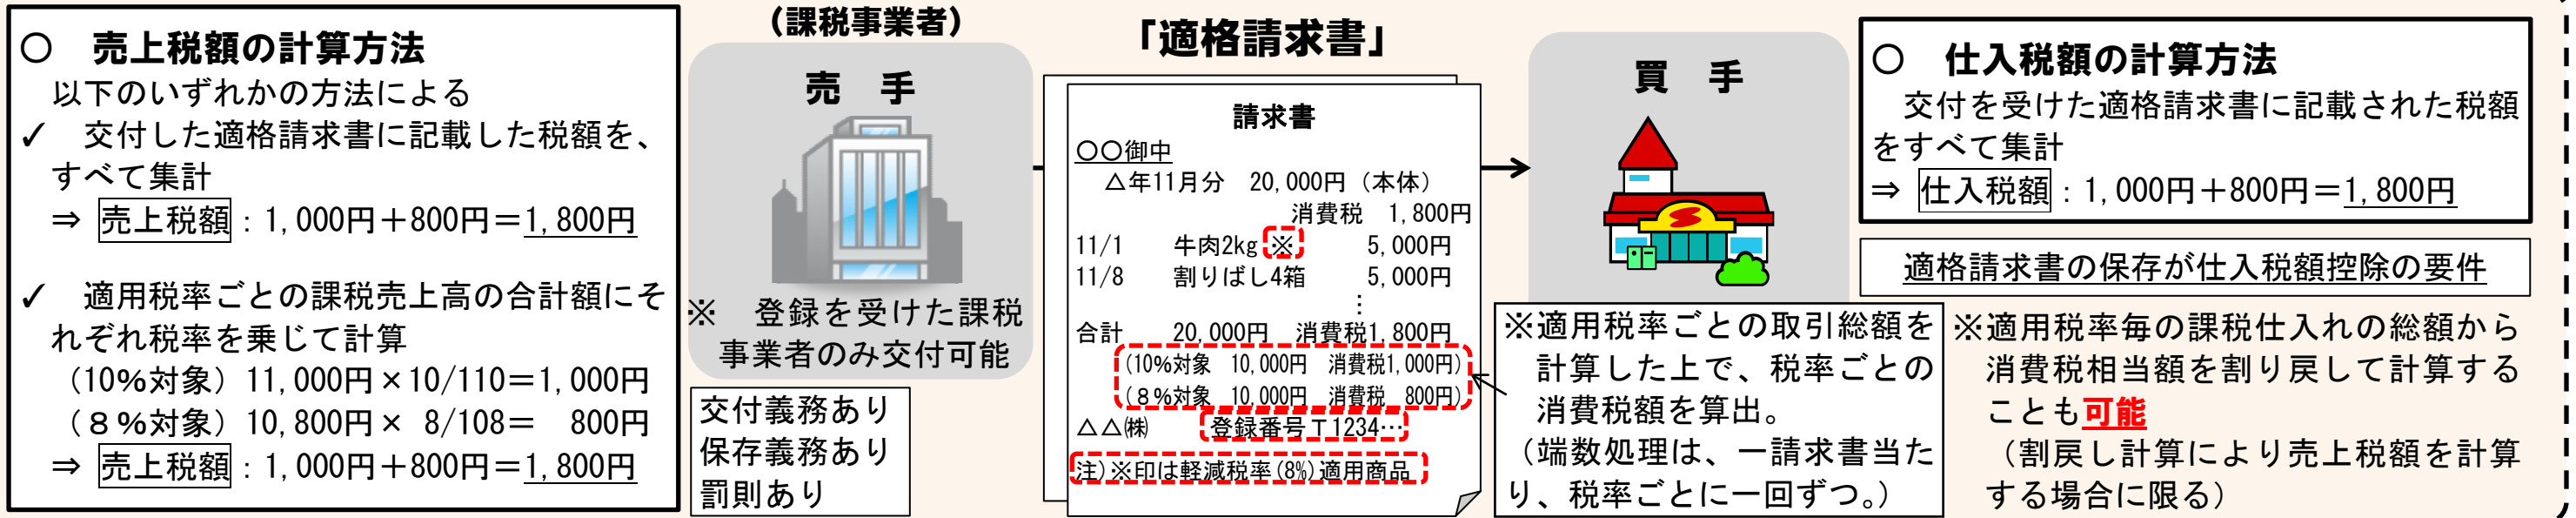 ○　売上税額の計算方法
以下のいずれかの方法による
✓　交付した適格請求書に記載した税額を、
すべて集計
⇒ 売上税額：1,000円＋800円＝1,800円
✓　適用税率ごとの課税売上高の合計額にそ
れぞれ税率を乗じて計算
（10%対象）11,000円×10/110＝1,000円
（８%対象）10,800円× 8/108＝　800円
⇒ 売上税額：1,000円＋800円＝1,800円
（課税事業者）
売　手
※　登録を受けた課税
事業者のみ交付可能
交付義務あり
保存義務あり
罰則あり
「適格請求書」
請求書
○○御中
△年11月分　20,000円（本体）
消費税　1,800円
11/1　牛肉2kg ※　5,000円
11/8　割りばし4箱　5,000円
⋮
合計　20,000円　消費税1,800円
（10%対象　10,000円　消費税1,000円）
（８%対象　10,000円　消費税　800円）
△△㈱　登録番号Ｔ1234…
注）※印は軽減税率(8%)適用商品
買　手
※適用税率ごとの取引総額を
計算した上で、税率ごとの
消費税額を算出。
（端数処理は、一請求書当た
り、税率ごとに一回ずつ。）
○　仕入税額の計算方法
交付を受けた適格請求書に記載された税額
をすべて集計
⇒ 仕入税額：1,000円＋800円＝1,800円
適格請求書の保存が仕入税額控除の要件
※適用税率毎の課税仕入れの総額から
消費税相当額を割り戻して計算する
ことも可能
（割戻し計算により売上税額を計算
する場合に限る）